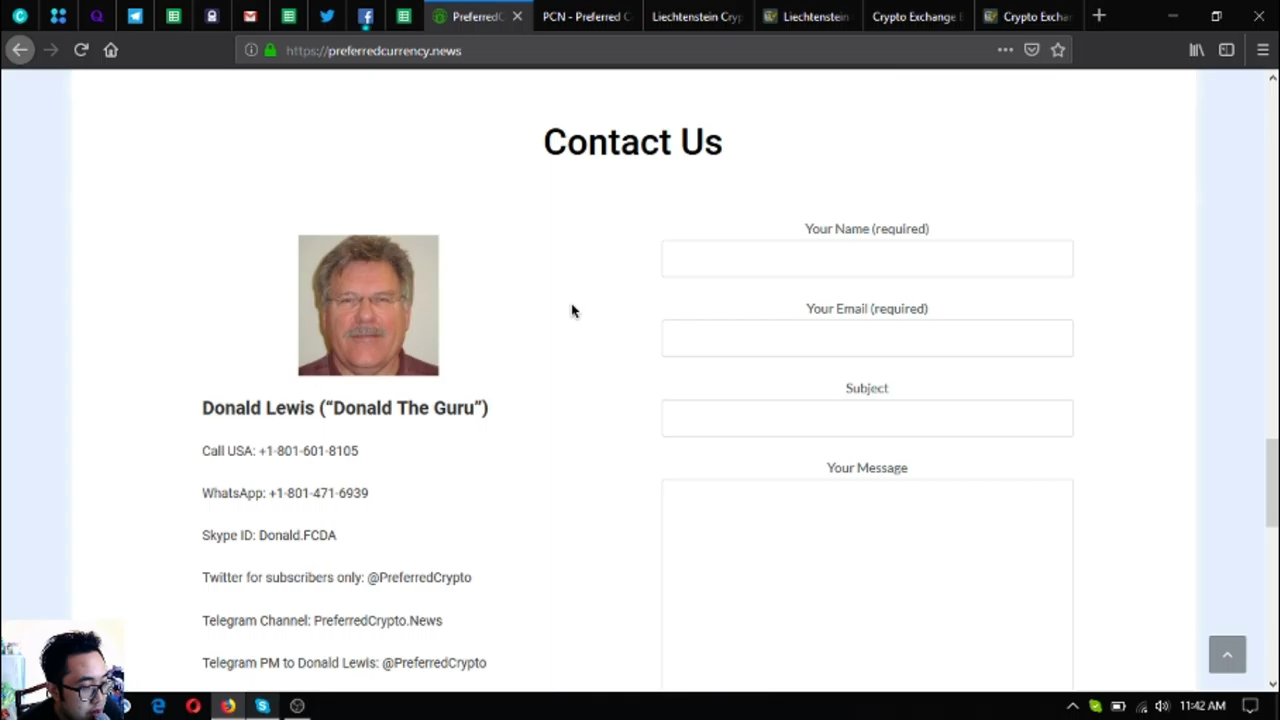 PreferredC
PCN - Preferred C
Liechtenstein Cryp
Liechtenstein
Crypto Exchange
Crypto Excha
https://preferredcurrency.news
Contact Us
Your Name (required)
Your Email (required)
Subject
Your Message
Donald Lewis (“Donald The Guru”)
Call USA: +1-801-601-8105
WhatsApp: +1-801-471-6939
Skype ID: Donald.FCDA
Twitter for subscribers only: @PreferredCrypto
Telegram Channel: PreferredCrypto.News
Telegram PM to Donald Lewis: @PreferredCrypto
11:42 AM